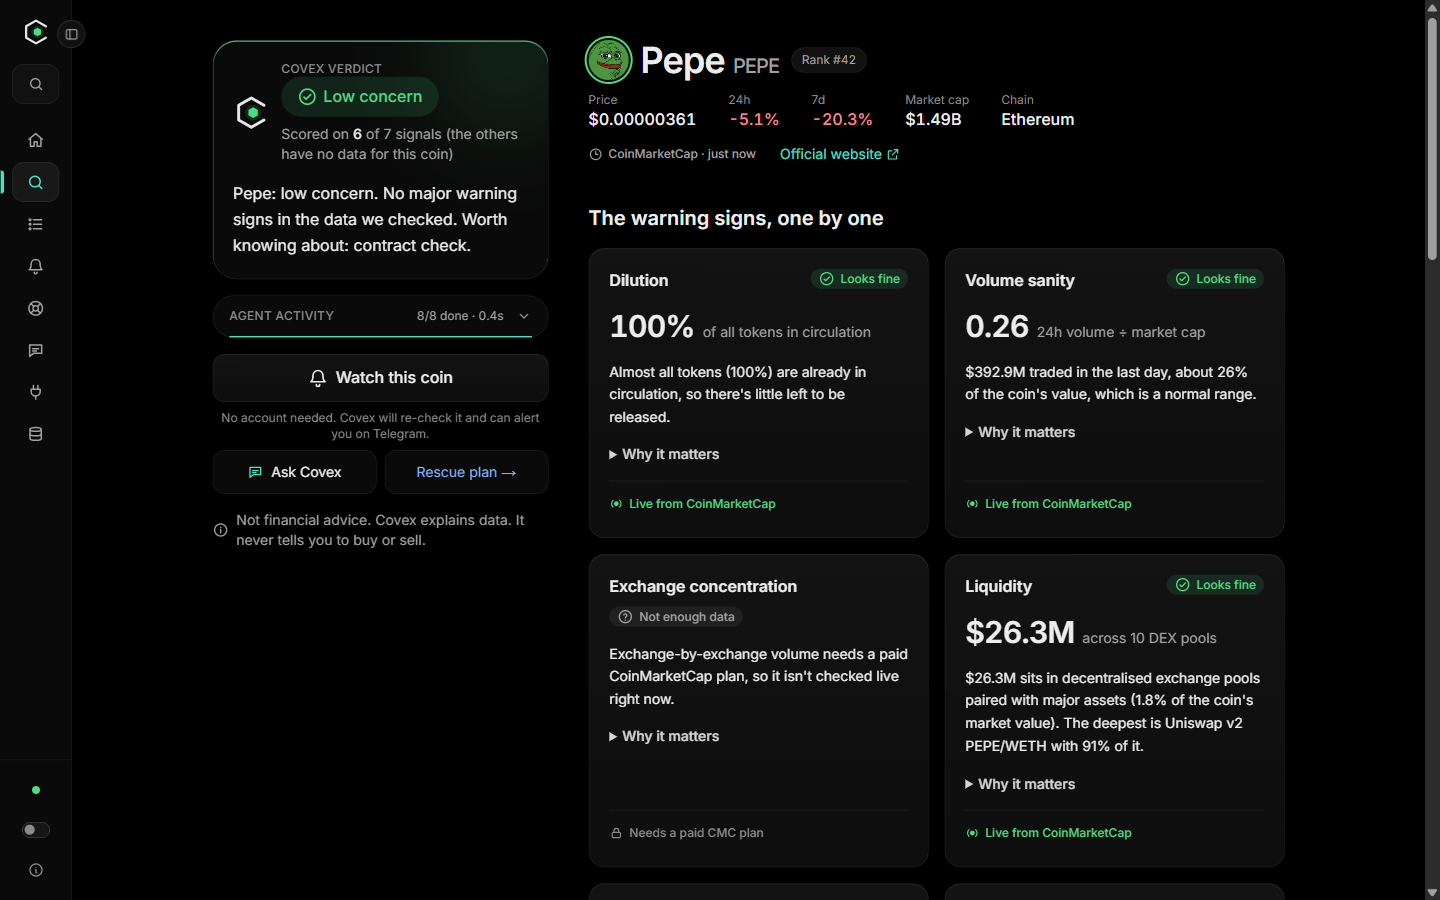 COVEX VERDICT
Low concern
Scored on 6 of 7 signals (the others
have no data for this coin)
Pepe: low concern. No major warning
signs in the data we checked. Worth
knowing about: contract check.
AGENT ACTIVITY 8/8 done · 0.4s
Watch this coin
No account needed. Covex will re-check it and can alert
you on Telegram.
Ask Covex
Rescue plan →
Not financial advice. Covex explains data. It
never tells you to buy or sell.
Pepe PEPE Rank #42
Price 24h 7d Market cap Chain
$0.00000361 -5.1% -20.3% $1.49B Ethereum
CoinMarketCap · just now Official website
The warning signs, one by one
Dilution Looks fine
100% of all tokens in circulation
Almost all tokens (100%) are already in
circulation, so there's little left to be
released.
Why it matters
Live from CoinMarketCap
Volume sanity Looks fine
0.26 24h volume ÷ market cap
$392.9M traded in the last day, about 26%
of the coin's value, which is a normal range.
Why it matters
Live from CoinMarketCap
Exchange concentration
Not enough data
Exchange-by-exchange volume needs a paid
CoinMarketCap plan, so it isn't checked live
right now.
Why it matters
Needs a paid CMC plan
Liquidity Looks fine
$26.3M across 10 DEX pools
$26.3M sits in decentralised exchange pools
paired with major assets (1.8% of the coin's
market value). The deepest is Uniswap v2
PEPE/WETH with 91% of it.
Why it matters
Live from CoinMarketCap